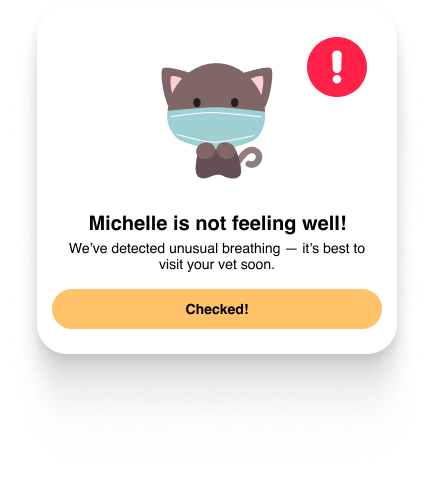 Michelle is not feeling well!
We’ve detected unusual breathing — it’s best to
visit your vet soon.
Checked!